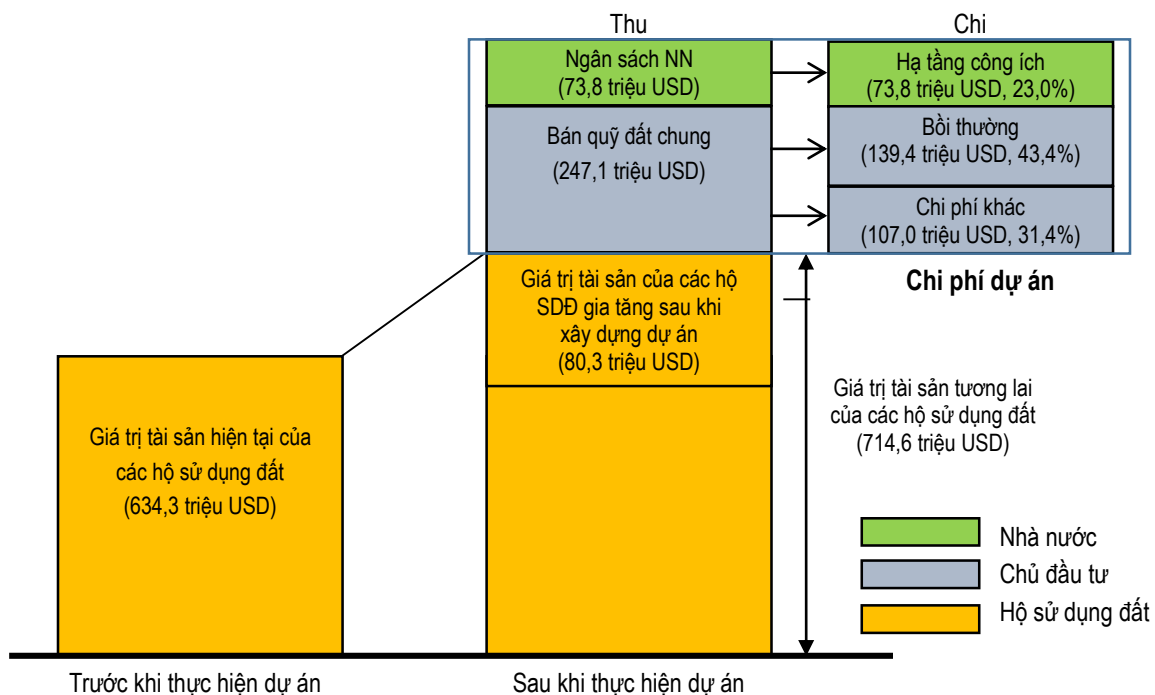 Thu
Chi
Ngân sách NN
(73,8 triệu USD)
Hạ tầng công ích
(73,8 triệu USD, 23,0%)
Bán quỹ đất chung
(247,1 triệu USD)
Bồi thường
(139,4 triệu USD, 43,4%)
Chi phí khác
(107,0 triệu USD, 31,4%)
Chi phí dự án
Giá trị tài sản của các hộ
SDĐ gia tăng sau khi
xây dựng dự án
(80,3 triệu USD)
Giá trị tài sản tương lai
của các hộ sử dụng đất
(714,6 triệu USD)
Giá trị tài sản hiện tại của
các hộ sử dụng đất
(634,3 triệu USD)
Nhà nước
Chủ đầu tư
Hộ sử dụng đất
Trước khi thực hiện dự án
Sau khi thực hiện dự án